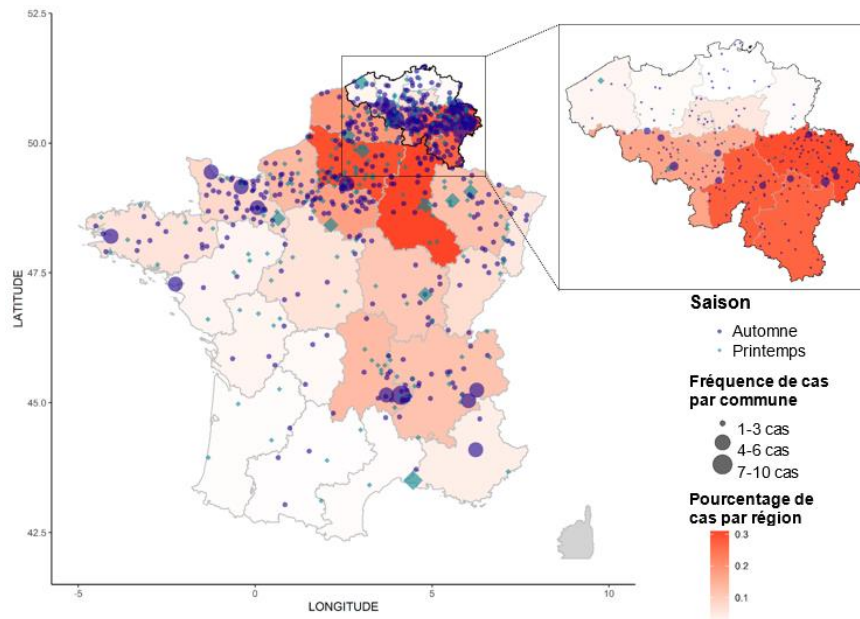 52.5
50.0
47.5
45.0
42.5
LATITUDE
-5
0
5
10
LONGITUDE
Saison
Automne
Printemps
Fréquence de cas
par commune
1-3 cas
4-6 cas
7-10 cas
Pourcentage de
cas par région
0.3
0.2
0.1